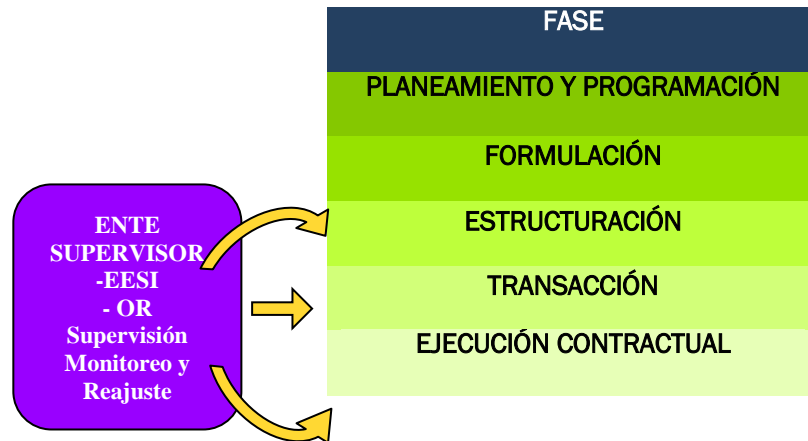 FASE
PLANEAMIENTO Y PROGRAMACIÓN
FORMULACIÓN
ESTRUCTURACIÓN
TRANSACCIÓN
EJECUCIÓN CONTRACTUAL
ENTE
SUPERVISOR
-EESI
- OR
Supervisión
Monitoreo y
Reajuste